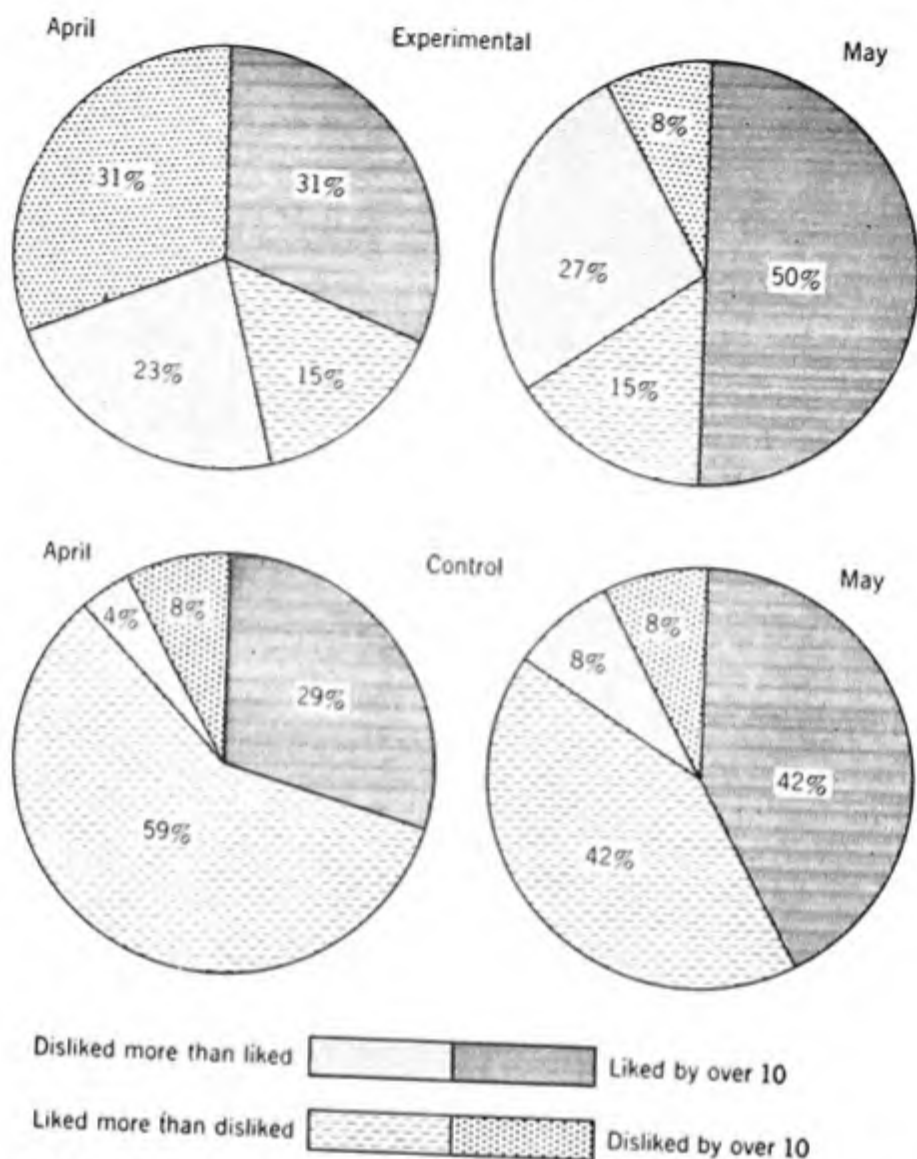 April Experimental May
31% 31%
23% 15%
8%
27% 50%
15%
April Control May
4% 8%
29%
59%
8% 8%
42%
42%
Disliked more than liked Liked by over 10
Liked more than disliked Disliked by over 10